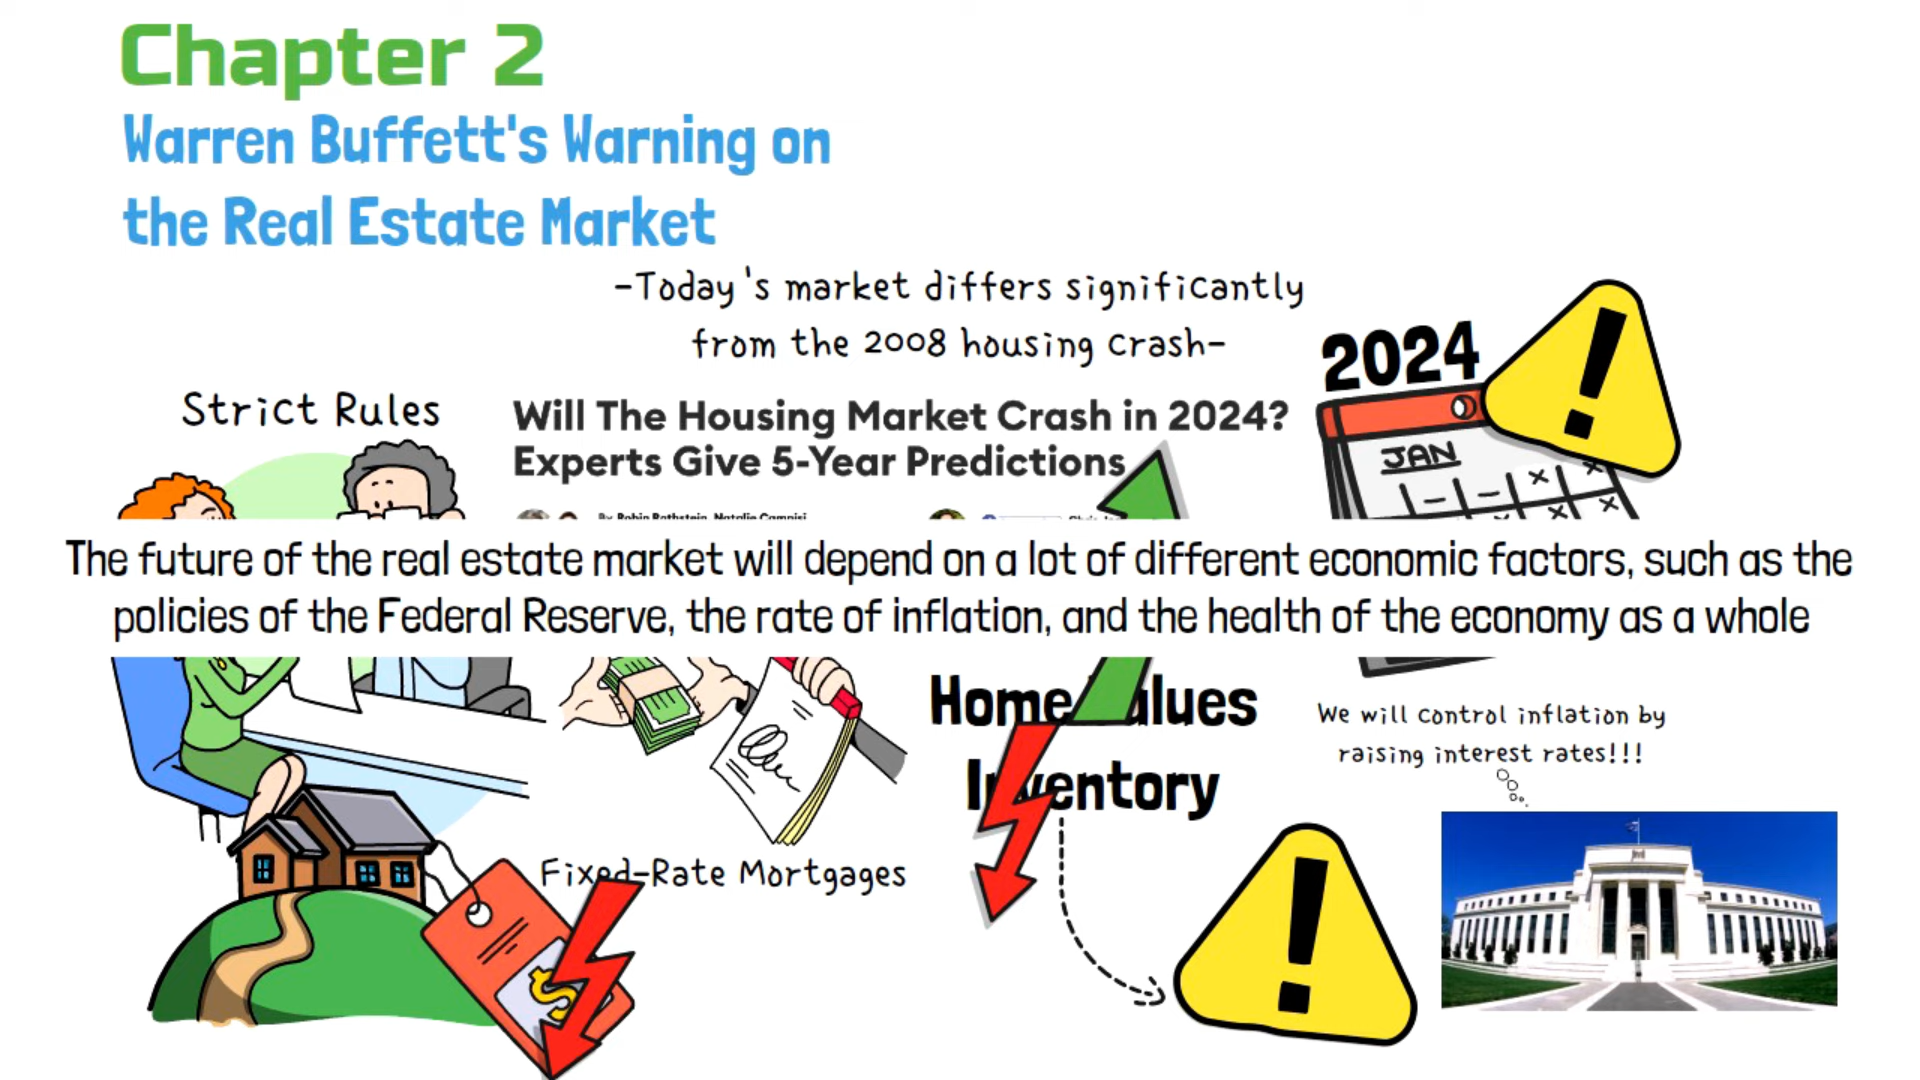 Chapter 2
Warren Buffett's Warning on
the Real Estate Market
-Today's market differs significantly
from the 2008 housing crash-
2024
JAN
Strict Rules
Will The Housing Market Crash in 2024?
Experts Give 5-Year Predictions
The future of the real estate market will depend on a lot of different economic factors, such as the
policies of the Federal Reserve, the rate of inflation, and the health of the economy as a whole
Home Values
Inventory
We will control inflation by
raising interest rates!!!
Fixed-Rate Mortgages
$